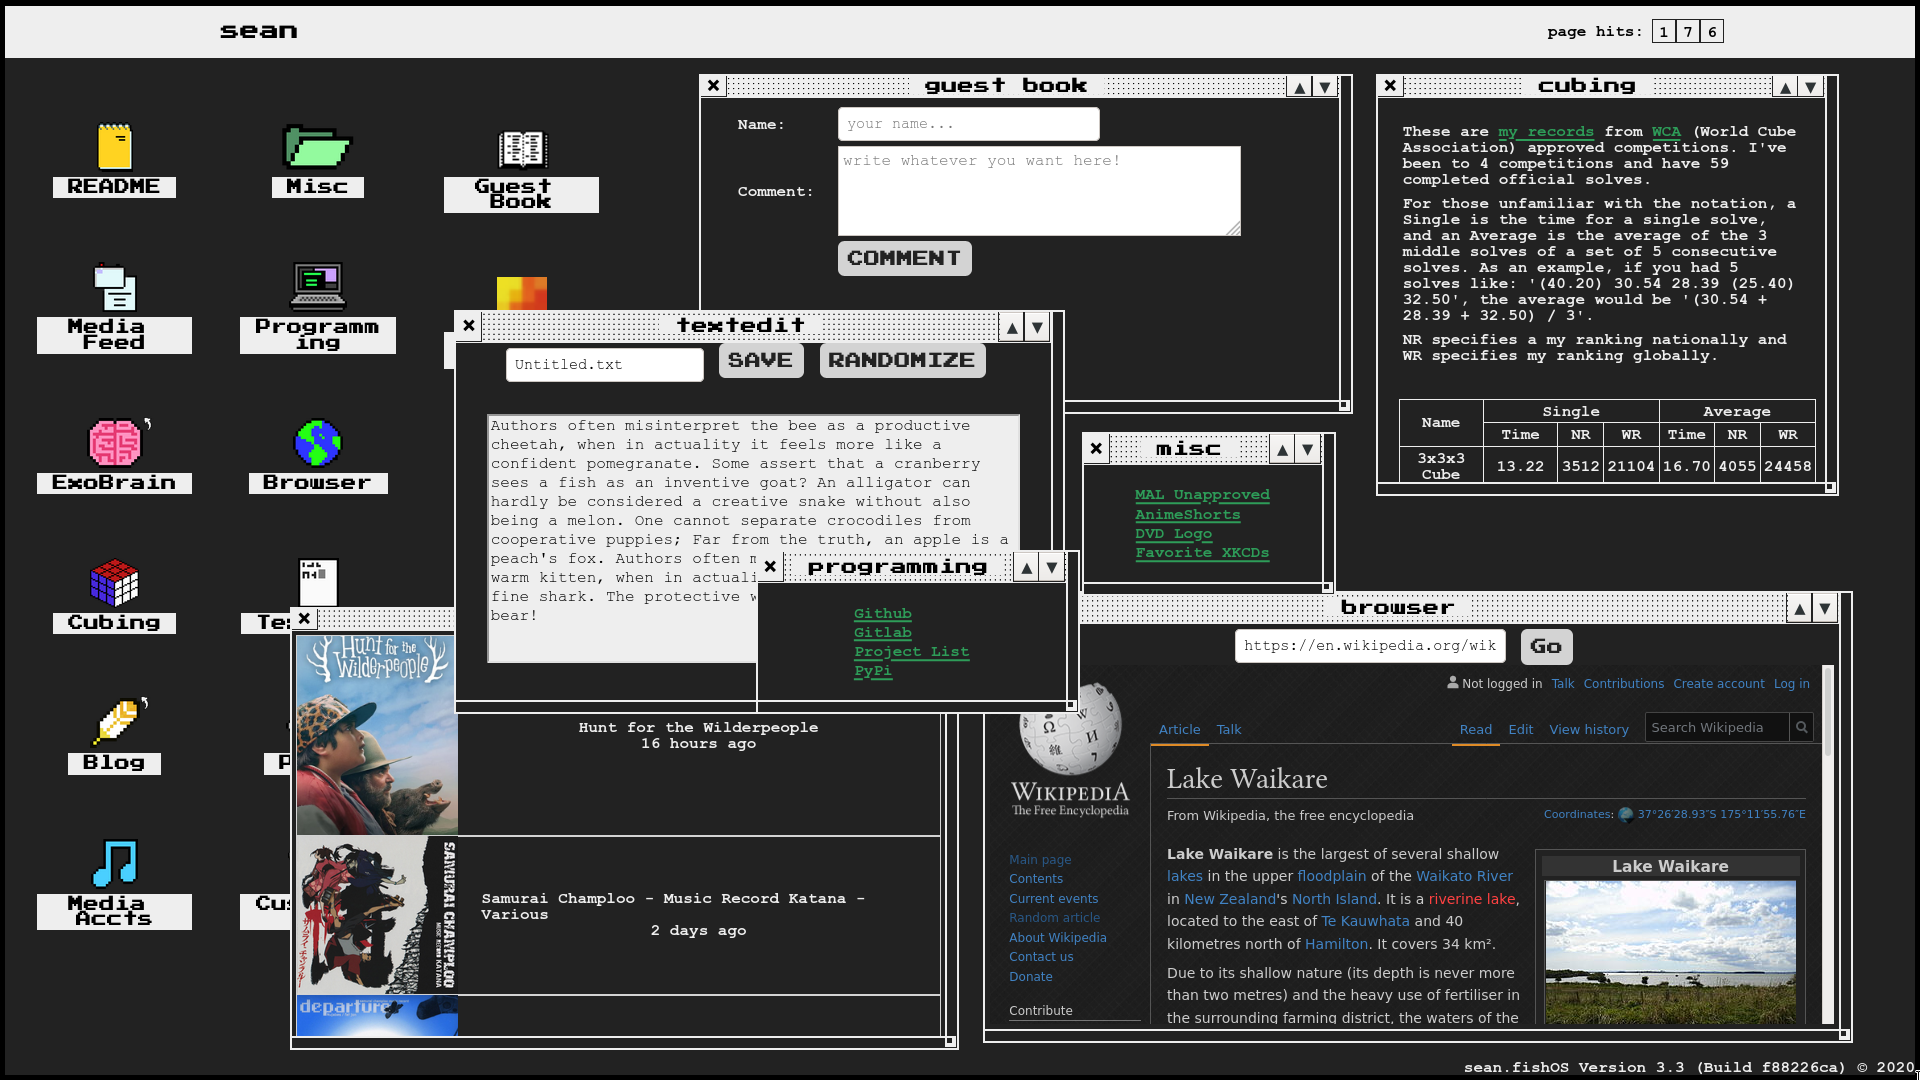 sean
page hits: 1 7 6
README
Misc
Guest
Book
Media
Feed
Programm
ing
ExoBrain
Browser
Cubing
Te
Blog
P
Media
Accts
Cu
guest book
Name:
your name...
Comment:
write whatever you want here!
COMMENT
cubing
These are my records from WCA (World Cube
Association) approved competitions. I've
been to 4 competitions and have 59
completed official solves.
For those unfamiliar with the notation, a
Single is the time for a single solve,
and an Average is the average of the 3
middle solves of a set of 5 consecutive
solves. As an example, if you had 5
solves like: '(40.20) 30.54 28.39 (25.40)
32.50', the average would be '(30.54 +
28.39 + 32.50) / 3'.
NR specifies a my ranking nationally and
WR specifies my ranking globally.
Name Single Average
Time NR WR Time NR WR
3x3x3
Cube 13.22 3512 21104 16.70 4055 24458
textedit
Untitled.txt SAVE RANDOMIZE
Authors often misinterpret the bee as a productive
cheetah, when in actuality it feels more like a
confident pomegranate. Some assert that a cranberry
sees a fish as an inventive goat? An alligator can
hardly be considered a creative snake without also
being a melon. One cannot separate crocodiles from
cooperative puppies; Far from the truth, an apple is a
peach's fox. Authors often m
warm kitten, when in actuali
fine shark. The protective w
bear!
misc
MAL Unapproved
AnimeShorts
DVD Logo
Favorite XKCDs
programming
Github
Gitlab
Project List
PyPi
Hunt for the
Wilderpeople
Hunt for the Wilderpeople
16 hours ago
SAMURAI CHAMPLOO
MUSIC RECORD KATANA
サムライチャンプルー
Samurai Champloo - Music Record Katana -
Various
2 days ago
departure
browser
https://en.wikipedia.org/wik Go
Not logged in Talk Contributions Create account Log in
Article Talk Read Edit View history Search Wikipedia
WIKIPEDIA
The Free Encyclopedia
Main page
Contents
Current events
Random article
About Wikipedia
Contact us
Donate
Contribute
Lake Waikare
From Wikipedia, the free encyclopedia
Coordinates: 37°26′28.93″S 175°11′55.76″E
Lake Waikare is the largest of several shallow
lakes in the upper floodplain of the Waikato River
in New Zealand's North Island. It is a riverine lake,
located to the east of Te Kauwhata and 40
kilometres north of Hamilton. It covers 34 km².
Due to its shallow nature (its depth is never more
than two metres) and the heavy use of fertiliser in
the surrounding farming district, the waters of the
Lake Waikare
sean.fishOS Version 3.3 (Build f88226ca) © 2020